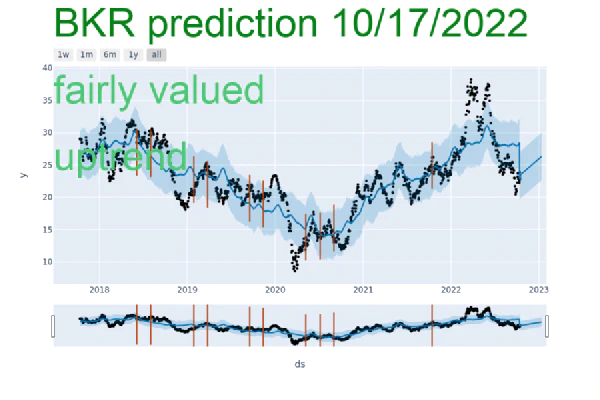 BKR prediction 10/17/2022
1w 1m 6m 1y all
40
fairly valued
35
30
uptrend
25
y
20
15
10
2018 2019 2020 2021 2022 2023
ds